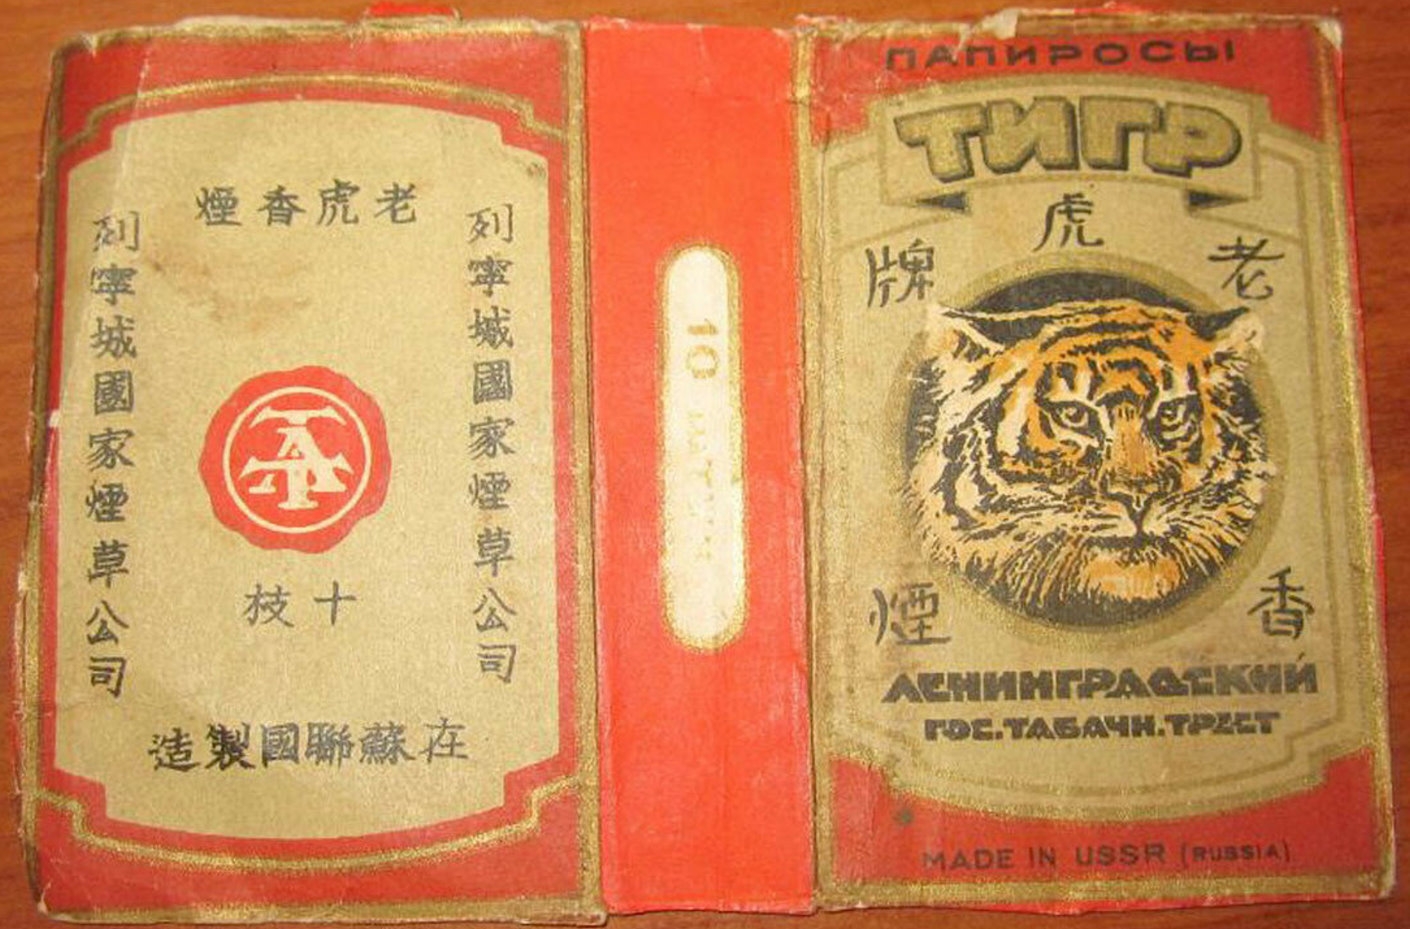 老虎香煙
列寧城國家煙草公司
列寧城國家煙草公司
十枝
在蘇聯國製造
10 ШТУК
ПАПИРОСЫ
ТИГР
老虎牌
香煙
ЛЕНИНГРАДСКИЙ
ГОС.ТАБАЧН.ТРЕСТ
MADE IN USSR (RUSSIA)